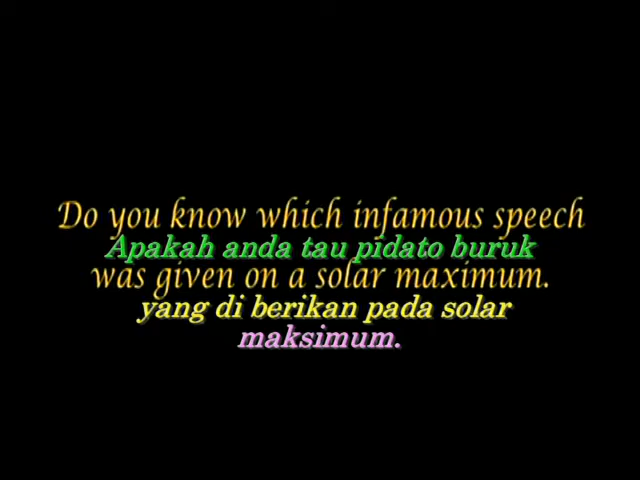 Do you know which infamous speech
Apakah anda tau pidato buruk
was given on a solar maximum.
yang di berikan pada solar
maksimum.